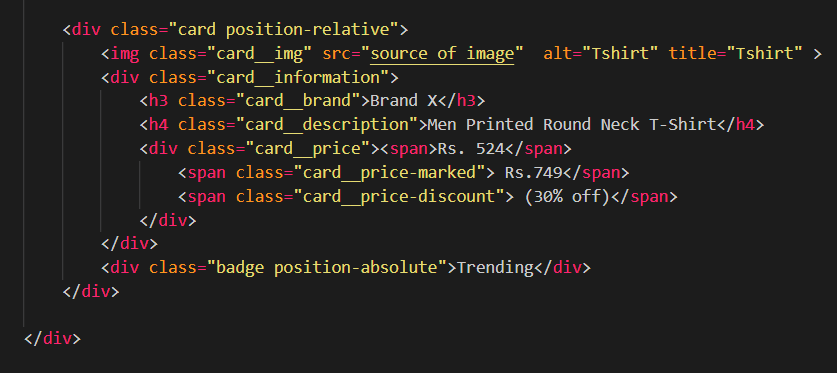 <div class="card position-relative">
<img class="card__img" src="source of image"  alt="Tshirt" title="Tshirt" >
<div class="card__information">
<h3 class="card__brand">Brand X</h3>
<h4 class="card__description">Men Printed Round Neck T-Shirt</h4>
<div class="card__price"><span>Rs. 524</span>
<span class="card__price-marked"> Rs.749</span>
<span class="card__price-discount"> (30% off)</span>
</div>
</div>
<div class="badge position-absolute">Trending</div>
</div>
</div>